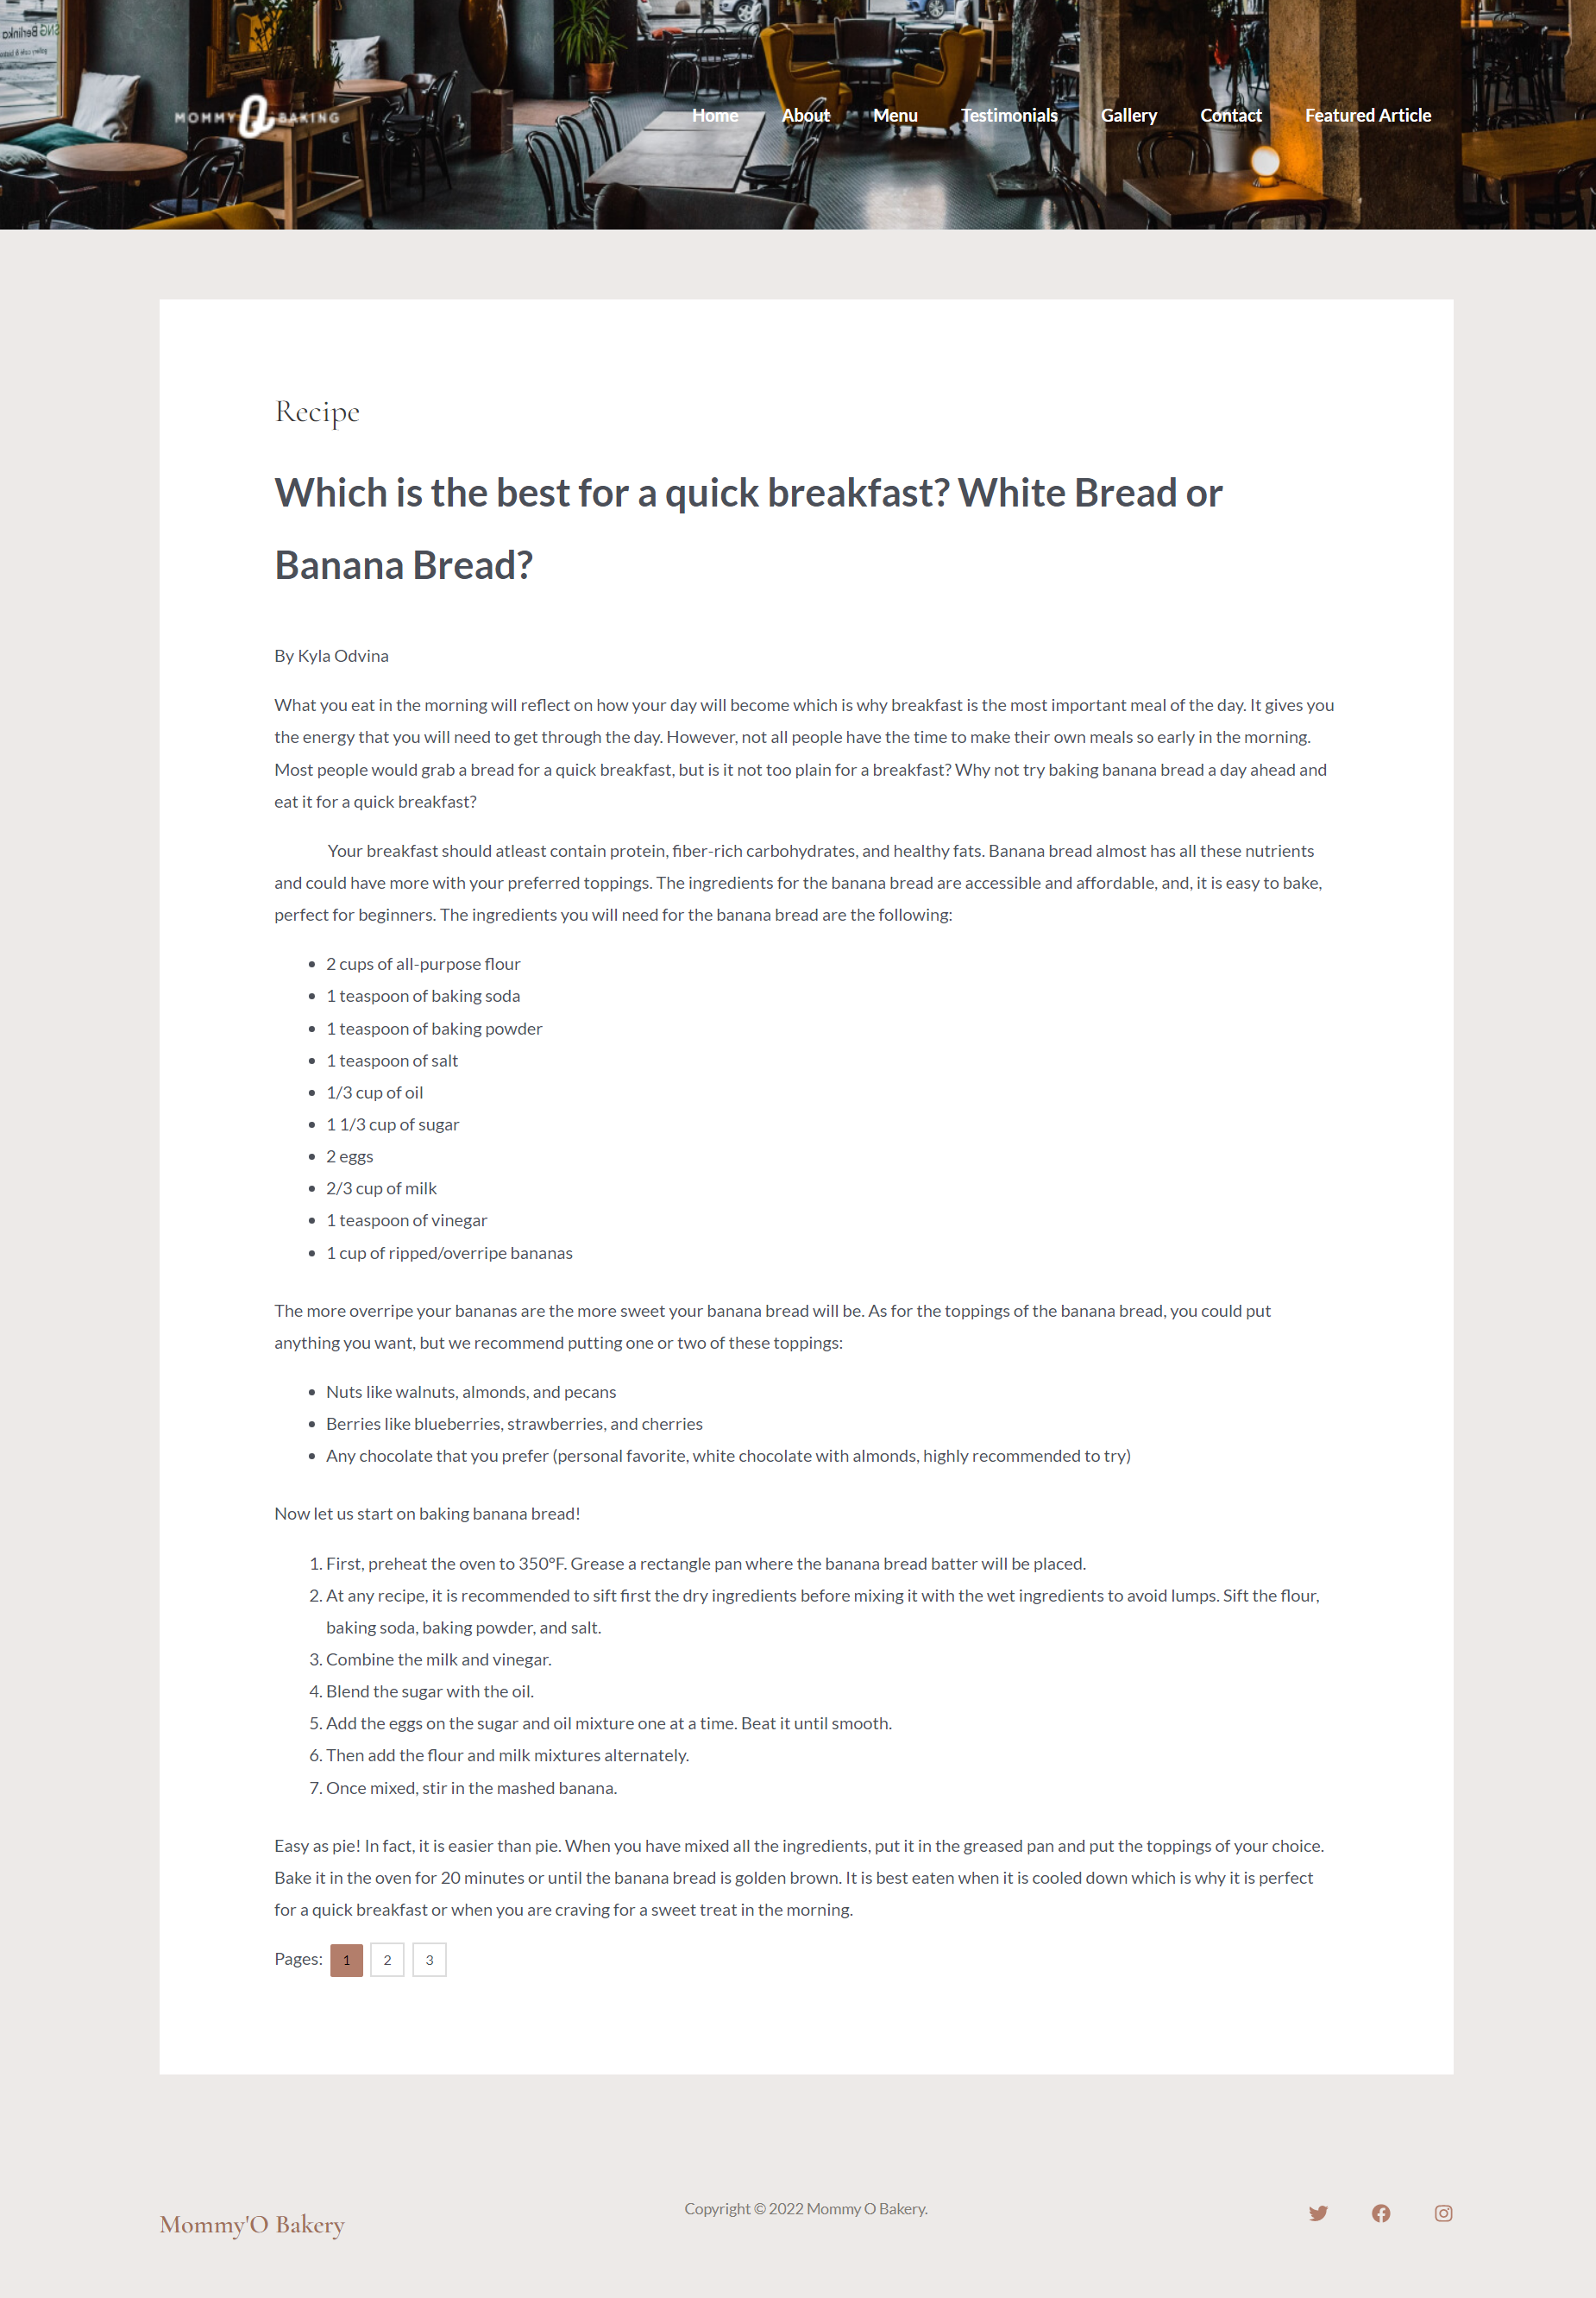 MOMMY O BAKING
Home About Menu Testimonials Gallery Contact Featured Article
Recipe
Which is the best for a quick breakfast? White Bread or
Banana Bread?
By Kyla Odvina
What you eat in the morning will reflect on how your day will become which is why breakfast is the most important meal of the day. It gives you
the energy that you will need to get through the day. However, not all people have the time to make their own meals so early in the morning.
Most people would grab a bread for a quick breakfast, but is it not too plain for a breakfast? Why not try baking banana bread a day ahead and
eat it for a quick breakfast?
Your breakfast should atleast contain protein, fiber-rich carbohydrates, and healthy fats. Banana bread almost has all these nutrients
and could have more with your preferred toppings. The ingredients for the banana bread are accessible and affordable, and, it is easy to bake,
perfect for beginners. The ingredients you will need for the banana bread are the following:
• 2 cups of all-purpose flour
• 1 teaspoon of baking soda
• 1 teaspoon of baking powder
• 1 teaspoon of salt
• 1/3 cup of oil
• 1 1/3 cup of sugar
• 2 eggs
• 2/3 cup of milk
• 1 teaspoon of vinegar
• 1 cup of ripped/overripe bananas
The more overripe your bananas are the more sweet your banana bread will be. As for the toppings of the banana bread, you could put
anything you want, but we recommend putting one or two of these toppings:
• Nuts like walnuts, almonds, and pecans
• Berries like blueberries, strawberries, and cherries
• Any chocolate that you prefer (personal favorite, white chocolate with almonds, highly recommended to try)
Now let us start on baking banana bread!
1. First, preheat the oven to 350°F. Grease a rectangle pan where the banana bread batter will be placed.
2. At any recipe, it is recommended to sift first the dry ingredients before mixing it with the wet ingredients to avoid lumps. Sift the flour,
baking soda, baking powder, and salt.
3. Combine the milk and vinegar.
4. Blend the sugar with the oil.
5. Add the eggs on the sugar and oil mixture one at a time. Beat it until smooth.
6. Then add the flour and milk mixtures alternately.
7. Once mixed, stir in the mashed banana.
Easy as pie! In fact, it is easier than pie. When you have mixed all the ingredients, put it in the greased pan and put the toppings of your choice.
Bake it in the oven for 20 minutes or until the banana bread is golden brown. It is best eaten when it is cooled down which is why it is perfect
for a quick breakfast or when you are craving for a sweet treat in the morning.
Pages: 1 2 3
Mommy'O Bakery
Copyright © 2022 Mommy O Bakery.